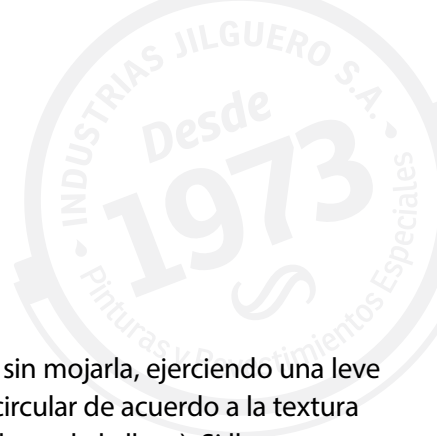 INDUSTRIAS JILGUERO S.A.
Desde
1973
Pinturas y Revestimientos Especiales
sin mojarla, ejerciendo una leve
circular de acuerdo a la textura